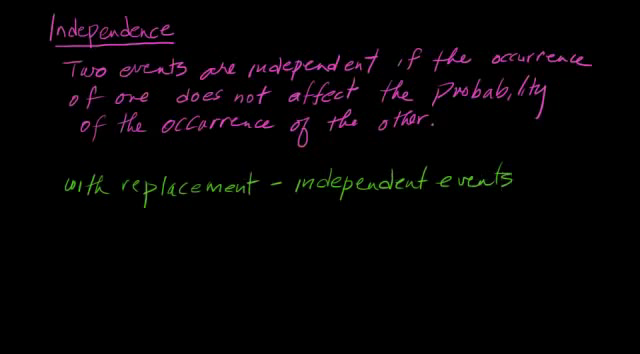 Independence
Two events are independent if the occurrence
of one does not affect the Probability
of the occurrence of the other.
with replacement - independent events